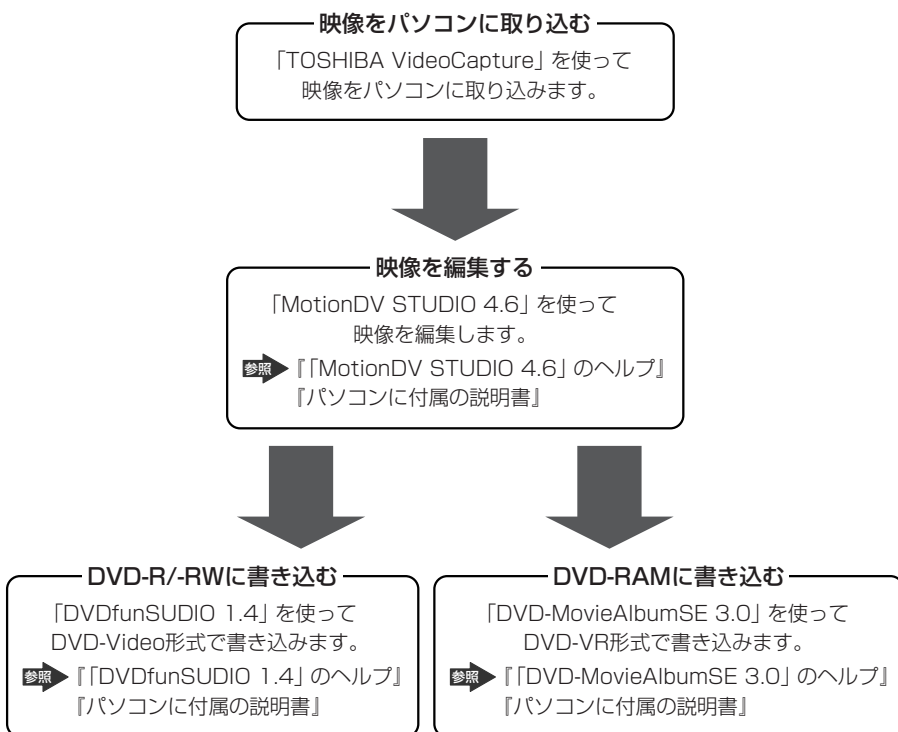 映像をパソコンに取り込む
「TOSHIBA VideoCapture」を使って
映像をパソコンに取り込みます。
映像を編集する
「MotionDV STUDIO 4.6」を使って
映像を編集します。
参照 『「MotionDV STUDIO 4.6」のヘルプ』
『パソコンに付属の説明書』
DVD-R/-RWに書き込む
「DVDfunSUDIO 1.4」を使って
DVD-Video形式で書き込みます。
参照 『「DVDfunSUDIO 1.4」のヘルプ』
『パソコンに付属の説明書』
DVD-RAMに書き込む
「DVD-MovieAlbumSE 3.0」を使って
DVD-VR形式で書き込みます。
参照 『「DVD-MovieAlbumSE 3.0」のヘルプ』
『パソコンに付属の説明書』